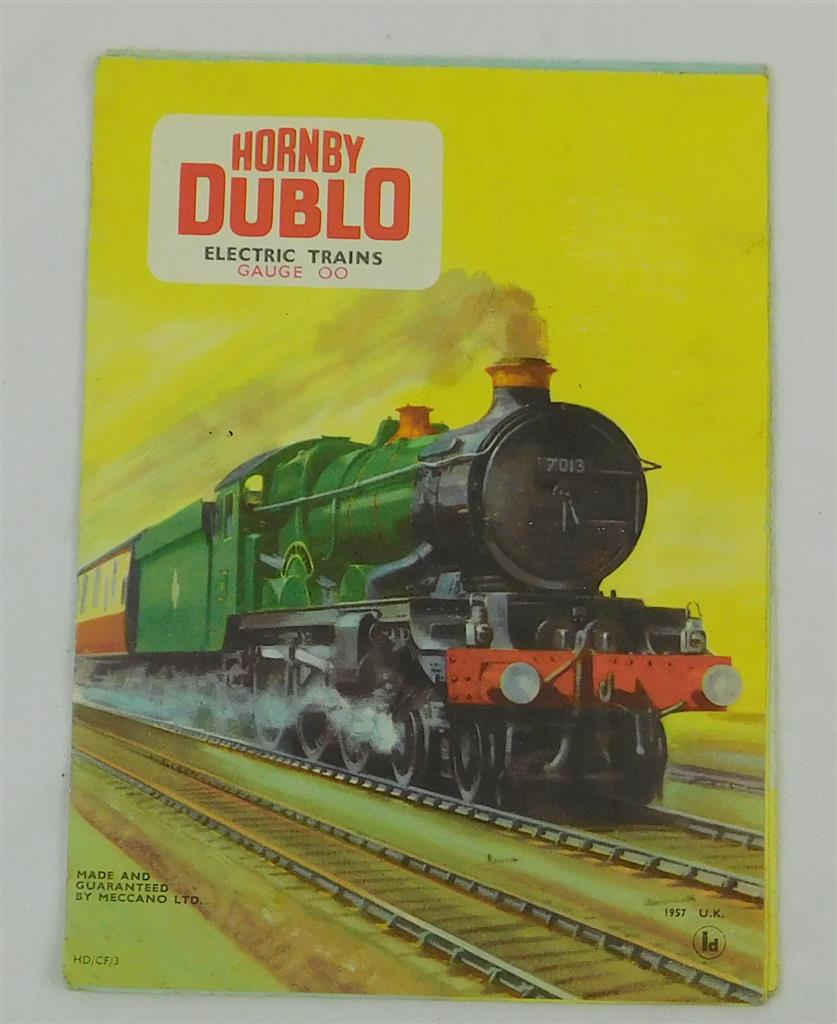 HORNBY
DUBLO
ELECTRIC TRAINS
GAUGE OO
7013
MADE AND
GUARANTEED
BY MECCANO LTD.
1957 U.K.
1d
HD/CF/3